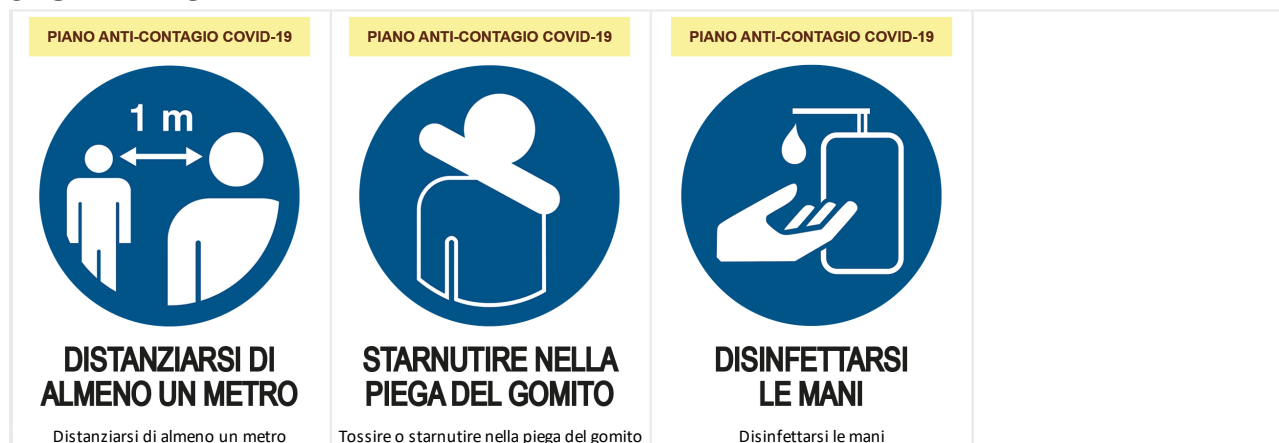 PIANO ANTI-CONTAGIO COVID-19
1 m
DISTANZIARSI DI
ALMENO UN METRO
Distanziarsi di almeno un metro
PIANO ANTI-CONTAGIO COVID-19
STARNUTIRE NELLA
PIEGA DEL GOMITO
Tossire o starnutire nella piega del gomito
PIANO ANTI-CONTAGIO COVID-19
DISINFETTARSI
LE MANI
Disinfettarsi le mani